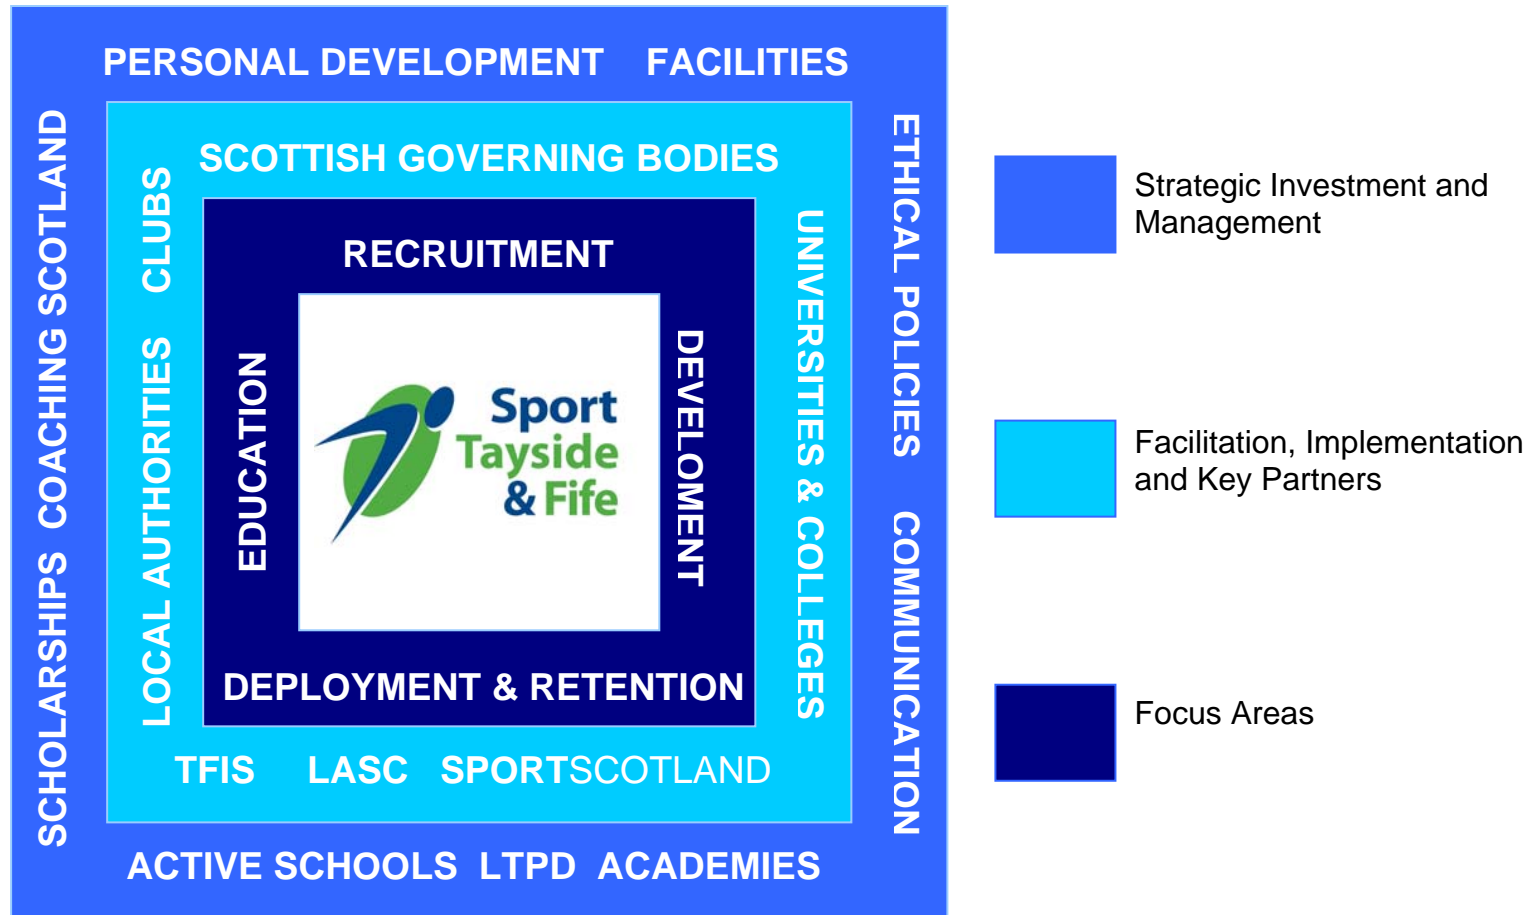 PERSONAL DEVELOPMENT FACILITIES
SCHOLARSHIPS COACHING SCOTLAND
ETHICAL POLICIES COMMUNICATION
ACTIVE SCHOOLS LTPD ACADEMIES
SCOTTISH GOVERNING BODIES
LOCAL AUTHORITIES CLUBS
UNIVERSITIES & COLLEGES
TFIS LASC SPORTSCOTLAND
RECRUITMENT
EDUCATION
DEVELOMENT
DEPLOYMENT & RETENTION
Sport
Tayside
& Fife
Strategic Investment and
Management
Facilitation, Implementation
and Key Partners
Focus Areas